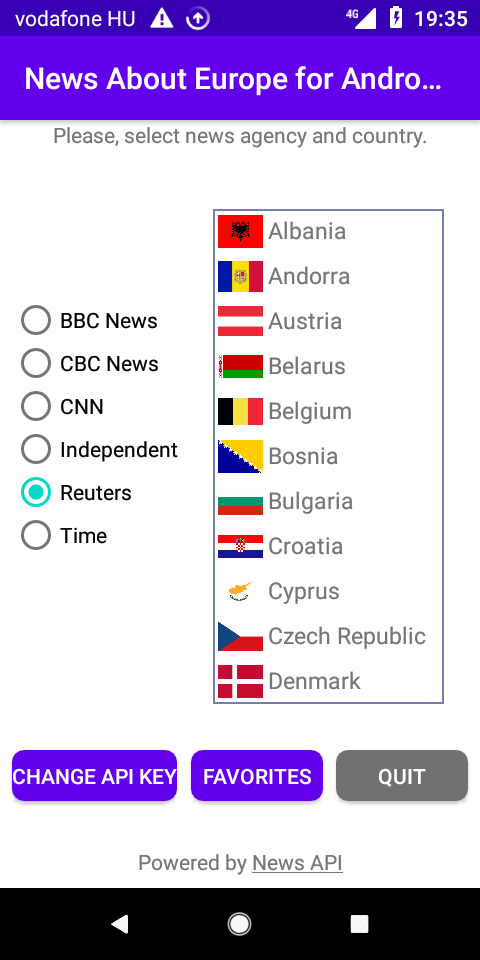 vodafone HU 4G 19:35
News About Europe for Andro...
Please, select news agency and country.
BBC News
CBC News
CNN
Independent
Reuters
Time
Albania
Andorra
Austria
Belarus
Belgium
Bosnia
Bulgaria
Croatia
Cyprus
Czech Republic
Denmark
CHANGE API KEY FAVORITES QUIT
Powered by News API